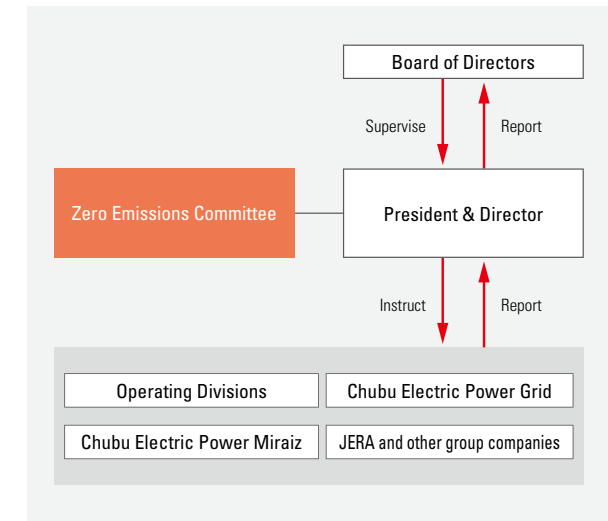 Board of Directors
Supervise
Report
Zero Emissions Committee
President & Director
Instruct
Report
Operating Divisions
Chubu Electric Power Grid
Chubu Electric Power Miraiz
JERA and other group companies